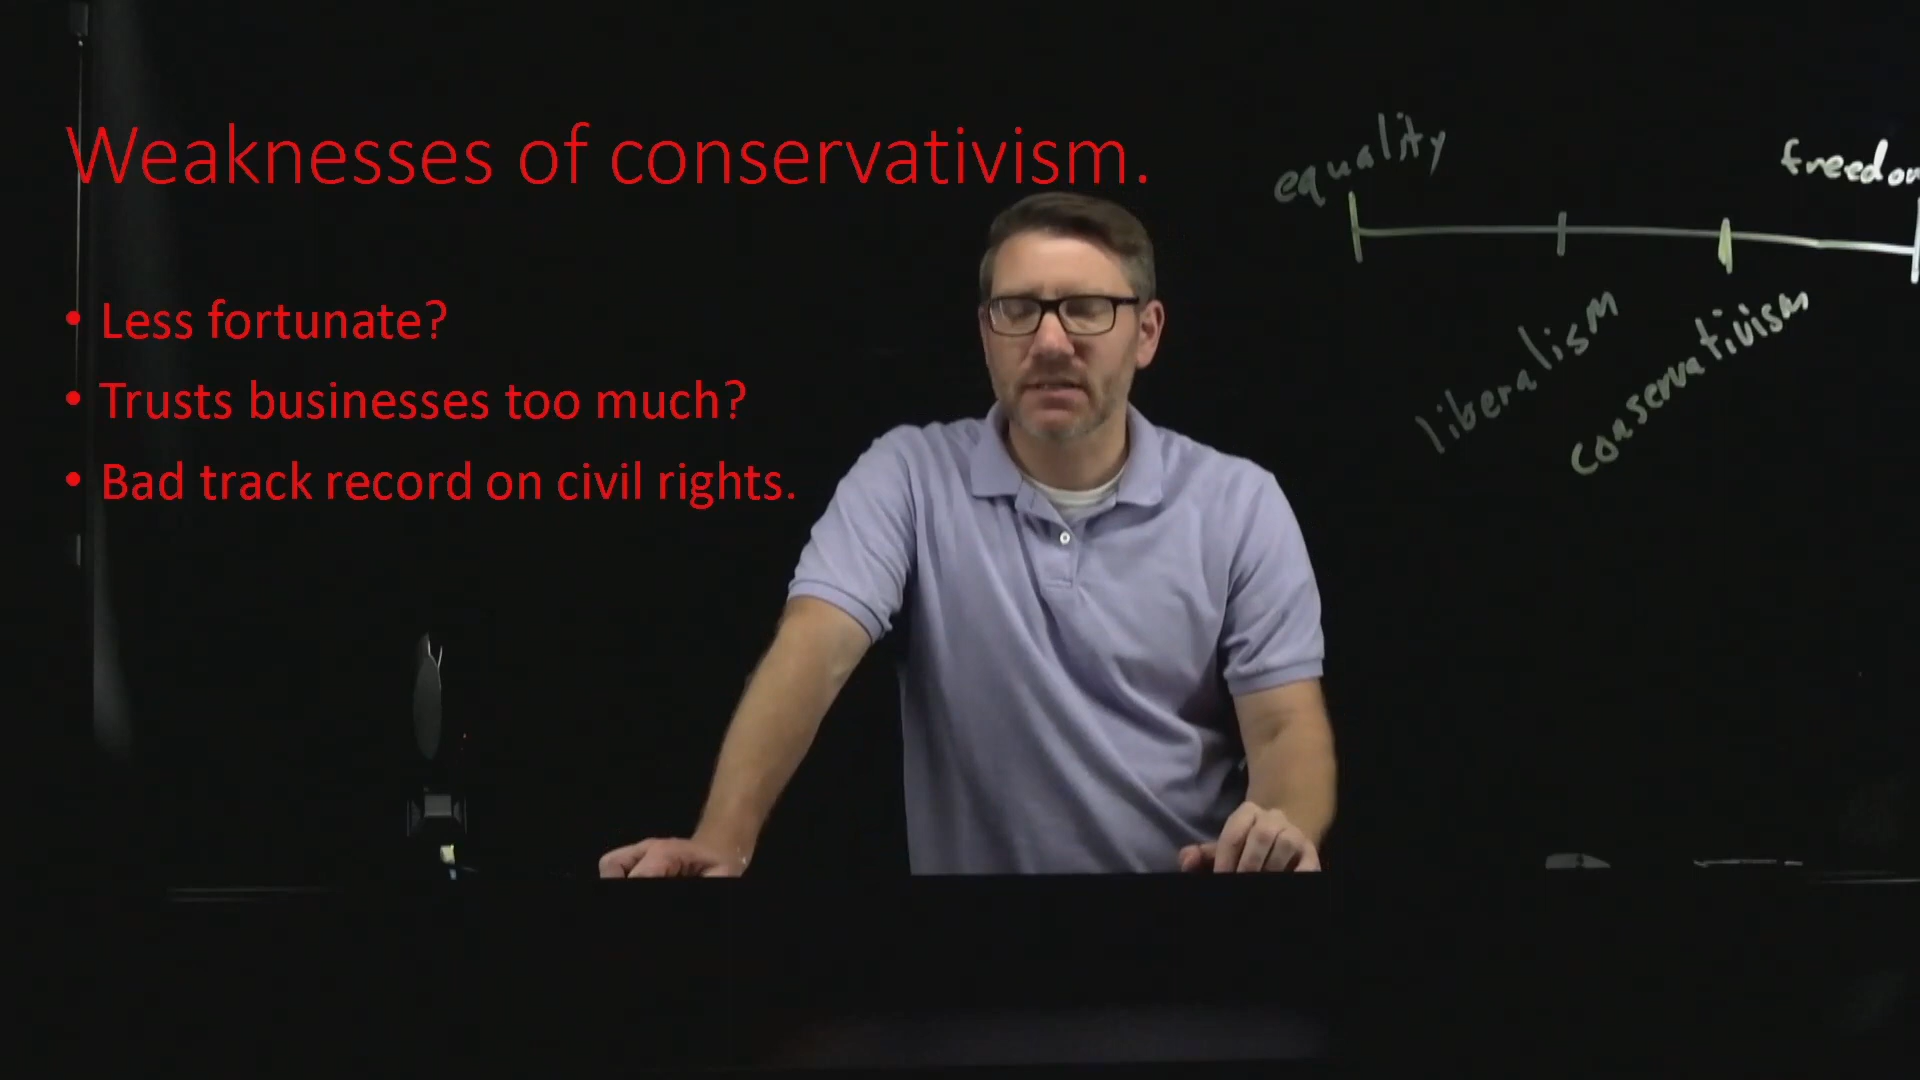 Weaknesses of conservativism.
• Less fortunate?
• Trusts businesses too much?
• Bad track record on civil rights.
equality
freedom
liberalism
conservativism